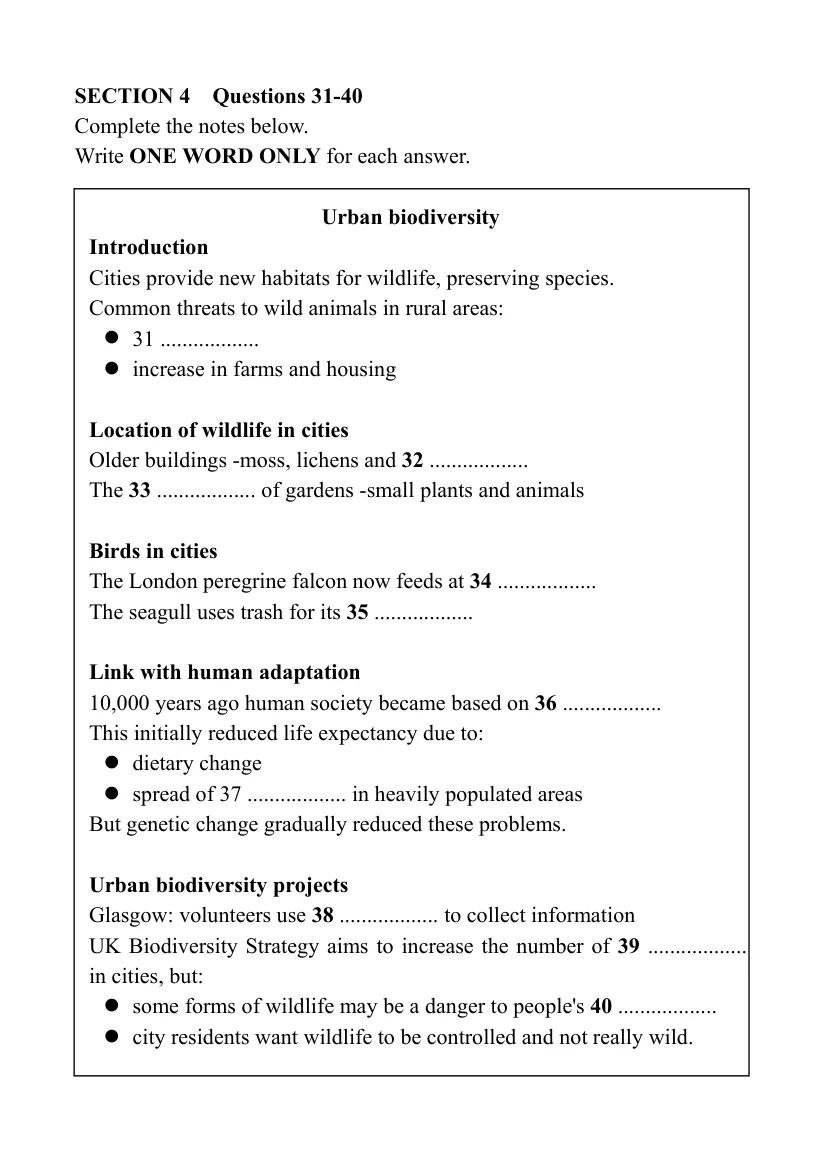 SECTION 4 Questions 31-40
Complete the notes below.
Write ONE WORD ONLY for each answer.
Urban biodiversity
Introduction
Cities provide new habitats for wildlife, preserving species.
Common threats to wild animals in rural areas:
● 31 ..................
● increase in farms and housing
Location of wildlife in cities
Older buildings -moss, lichens and 32 ..................
The 33 .................. of gardens -small plants and animals
Birds in cities
The London peregrine falcon now feeds at 34 ..................
The seagull uses trash for its 35 ..................
Link with human adaptation
10,000 years ago human society became based on 36 ..................
This initially reduced life expectancy due to:
● dietary change
● spread of 37 .................. in heavily populated areas
But genetic change gradually reduced these problems.
Urban biodiversity projects
Glasgow: volunteers use 38 .................. to collect information
UK Biodiversity Strategy aims to increase the number of 39 ..................
in cities, but:
● some forms of wildlife may be a danger to people's 40 ..................
● city residents want wildlife to be controlled and not really wild.